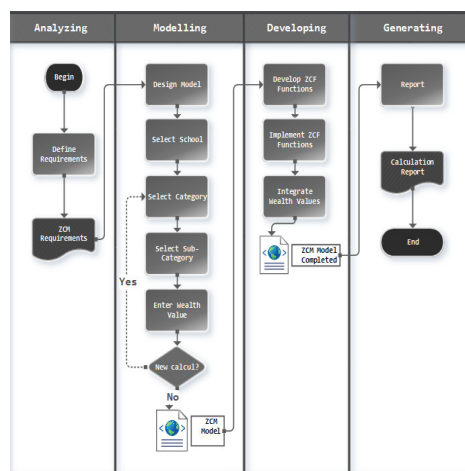 Analyzing
Modelling
Developing
Generating
Begin
Define
Requirements
ZCM
Requirements
Design Model
Select School
Select Category
Select Sub-
Category
Enter Wealth
Value
New calcul?
Yes
No
ZCM
Model
Develop ZCF
Functions
Implement ZCF
Functions
Integrate
Wealth Values
ZCM Model
Completed
Report
Calculation
Report
End